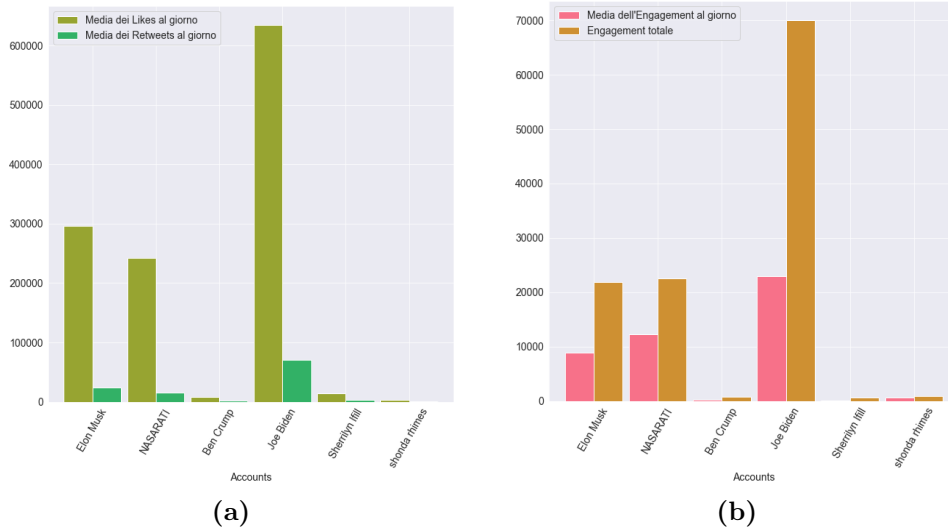 Media dei Likes al giorno
Media dei Retweets al giorno
600000
500000
400000
300000
200000
100000
0
Elon Musk
NASARATI
Ben Crump
Joe Biden
Sherrilyn Ifill
shonda rhimes
Accounts
(a)
Media dell'Engagement al giorno
Engagement totale
70000
60000
50000
40000
30000
20000
10000
0
Elon Musk
NASARATI
Ben Crump
Joe Biden
Sherrilyn Ifill
shonda rhimes
Accounts
(b)